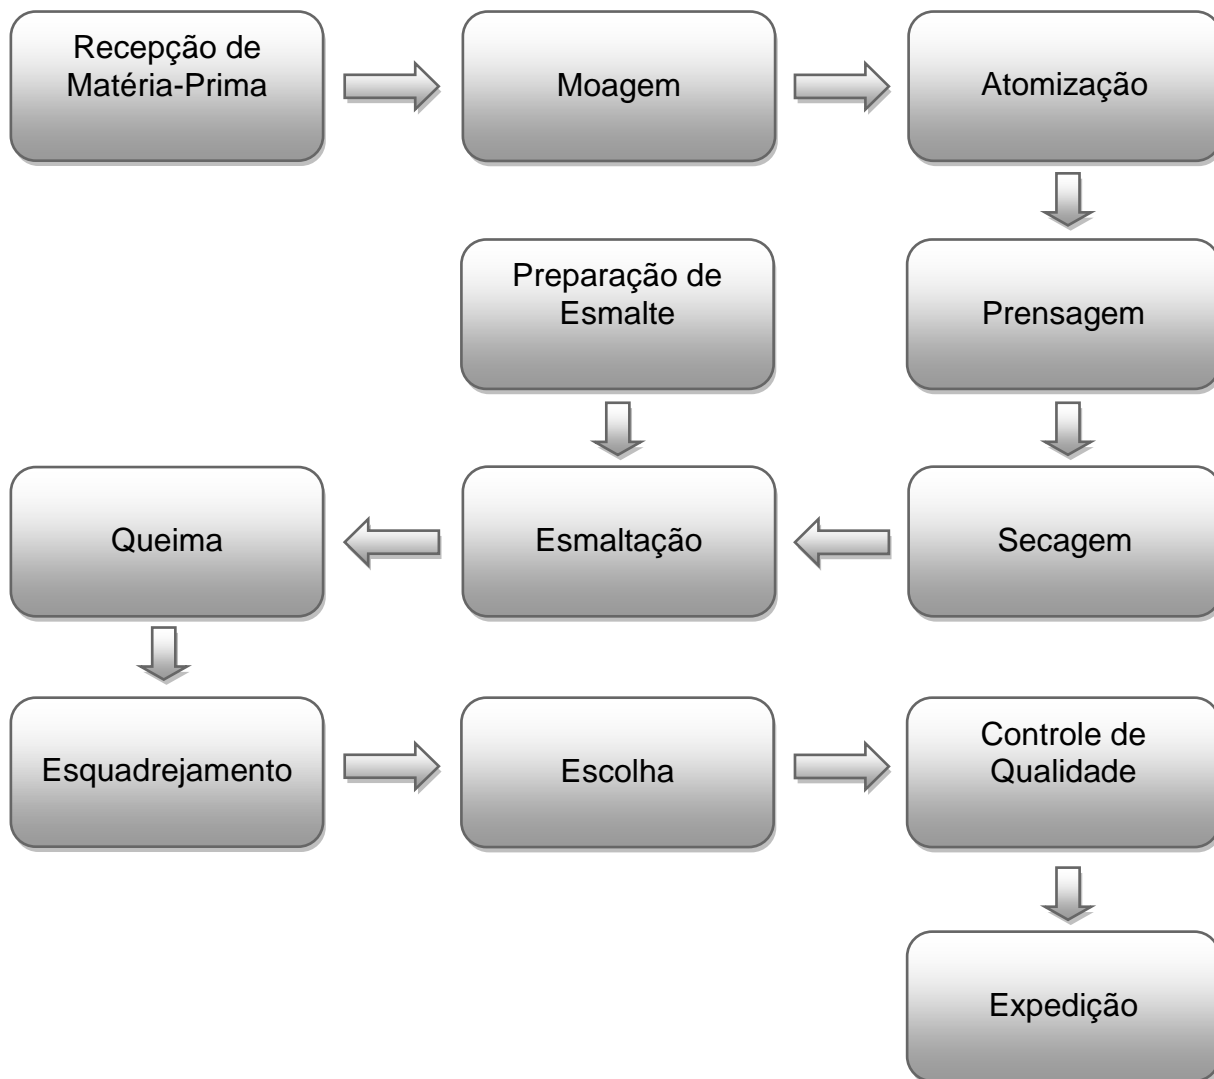 Recepção de
Matéria-Prima
Moagem
Atomização
Preparação de
Esmalte
Prensagem
Queima
Esmaltação
Secagem
Esquadrejamento
Escolha
Controle de
Qualidade
Expedição